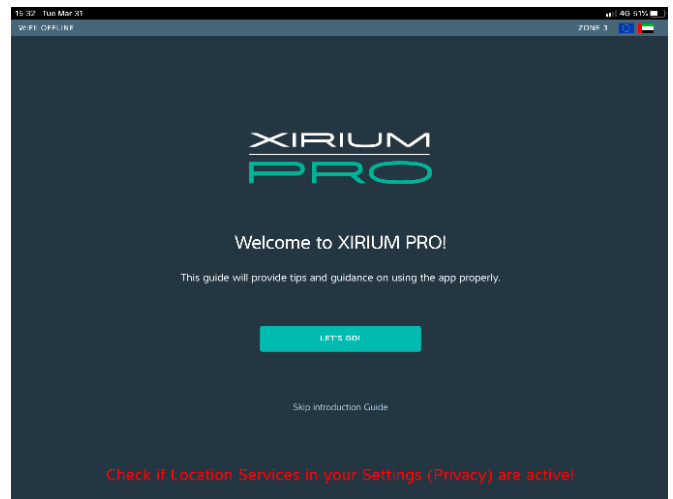 16:32 Tue Mar 31
4G 61%
WIFI: OFFLINE
ZONE 3
XIRIUM
PRO
Welcome to XIRIUM PRO!
This guide will provide tips and guidance on using the app properly.
LET'S GO!
Skip introduction Guide
Check if Location Services in your Settings (Privacy) are active!